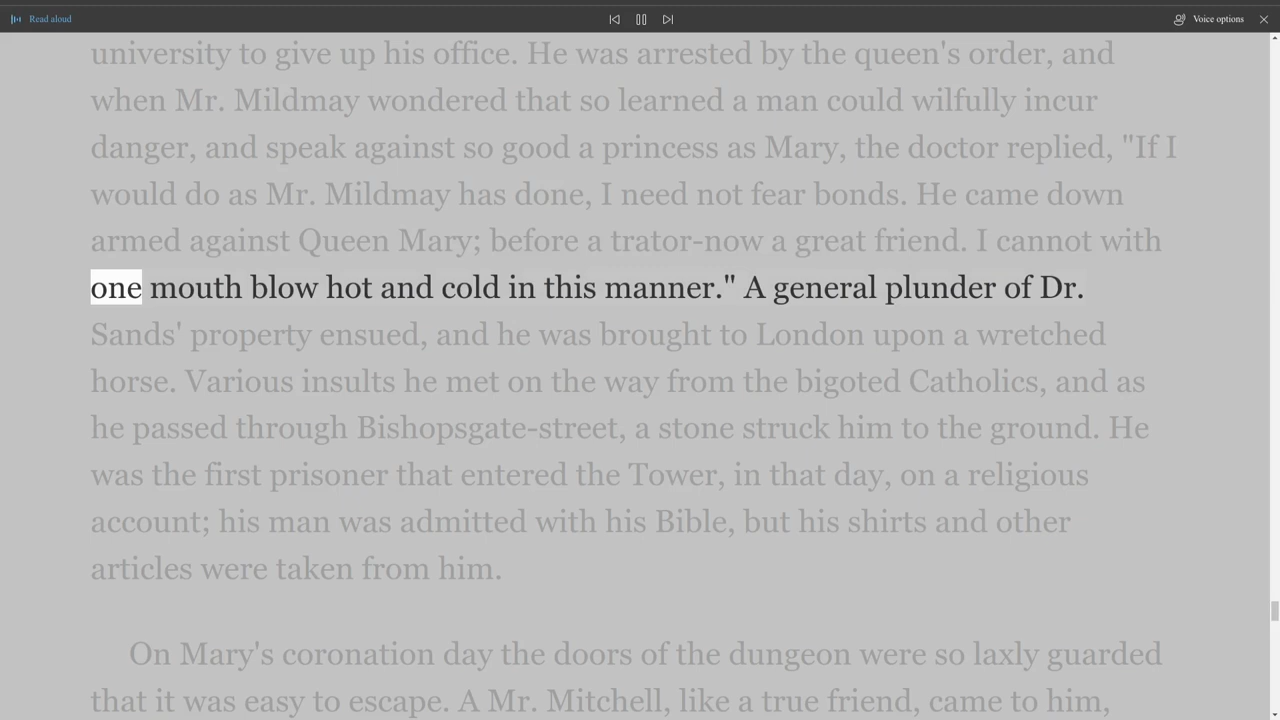 Read aloud
Voice options
university to give up his office. He was arrested by the queen's order, and
when Mr. Mildmay wondered that so learned a man could wilfully incur
danger, and speak against so good a princess as Mary, the doctor replied, "If I
would do as Mr. Mildmay has done, I need not fear bonds. He came down
armed against Queen Mary; before a trator-now a great friend. I cannot with
one mouth blow hot and cold in this manner." A general plunder of Dr.
Sands' property ensued, and he was brought to London upon a wretched
horse. Various insults he met on the way from the bigoted Catholics, and as
he passed through Bishopsgate-street, a stone struck him to the ground. He
was the first prisoner that entered the Tower, in that day, on a religious
account; his man was admitted with his Bible, but his shirts and other
articles were taken from him.
On Mary's coronation day the doors of the dungeon were so laxly guarded
that it was easy to escape. A Mr. Mitchell, like a true friend, came to him,